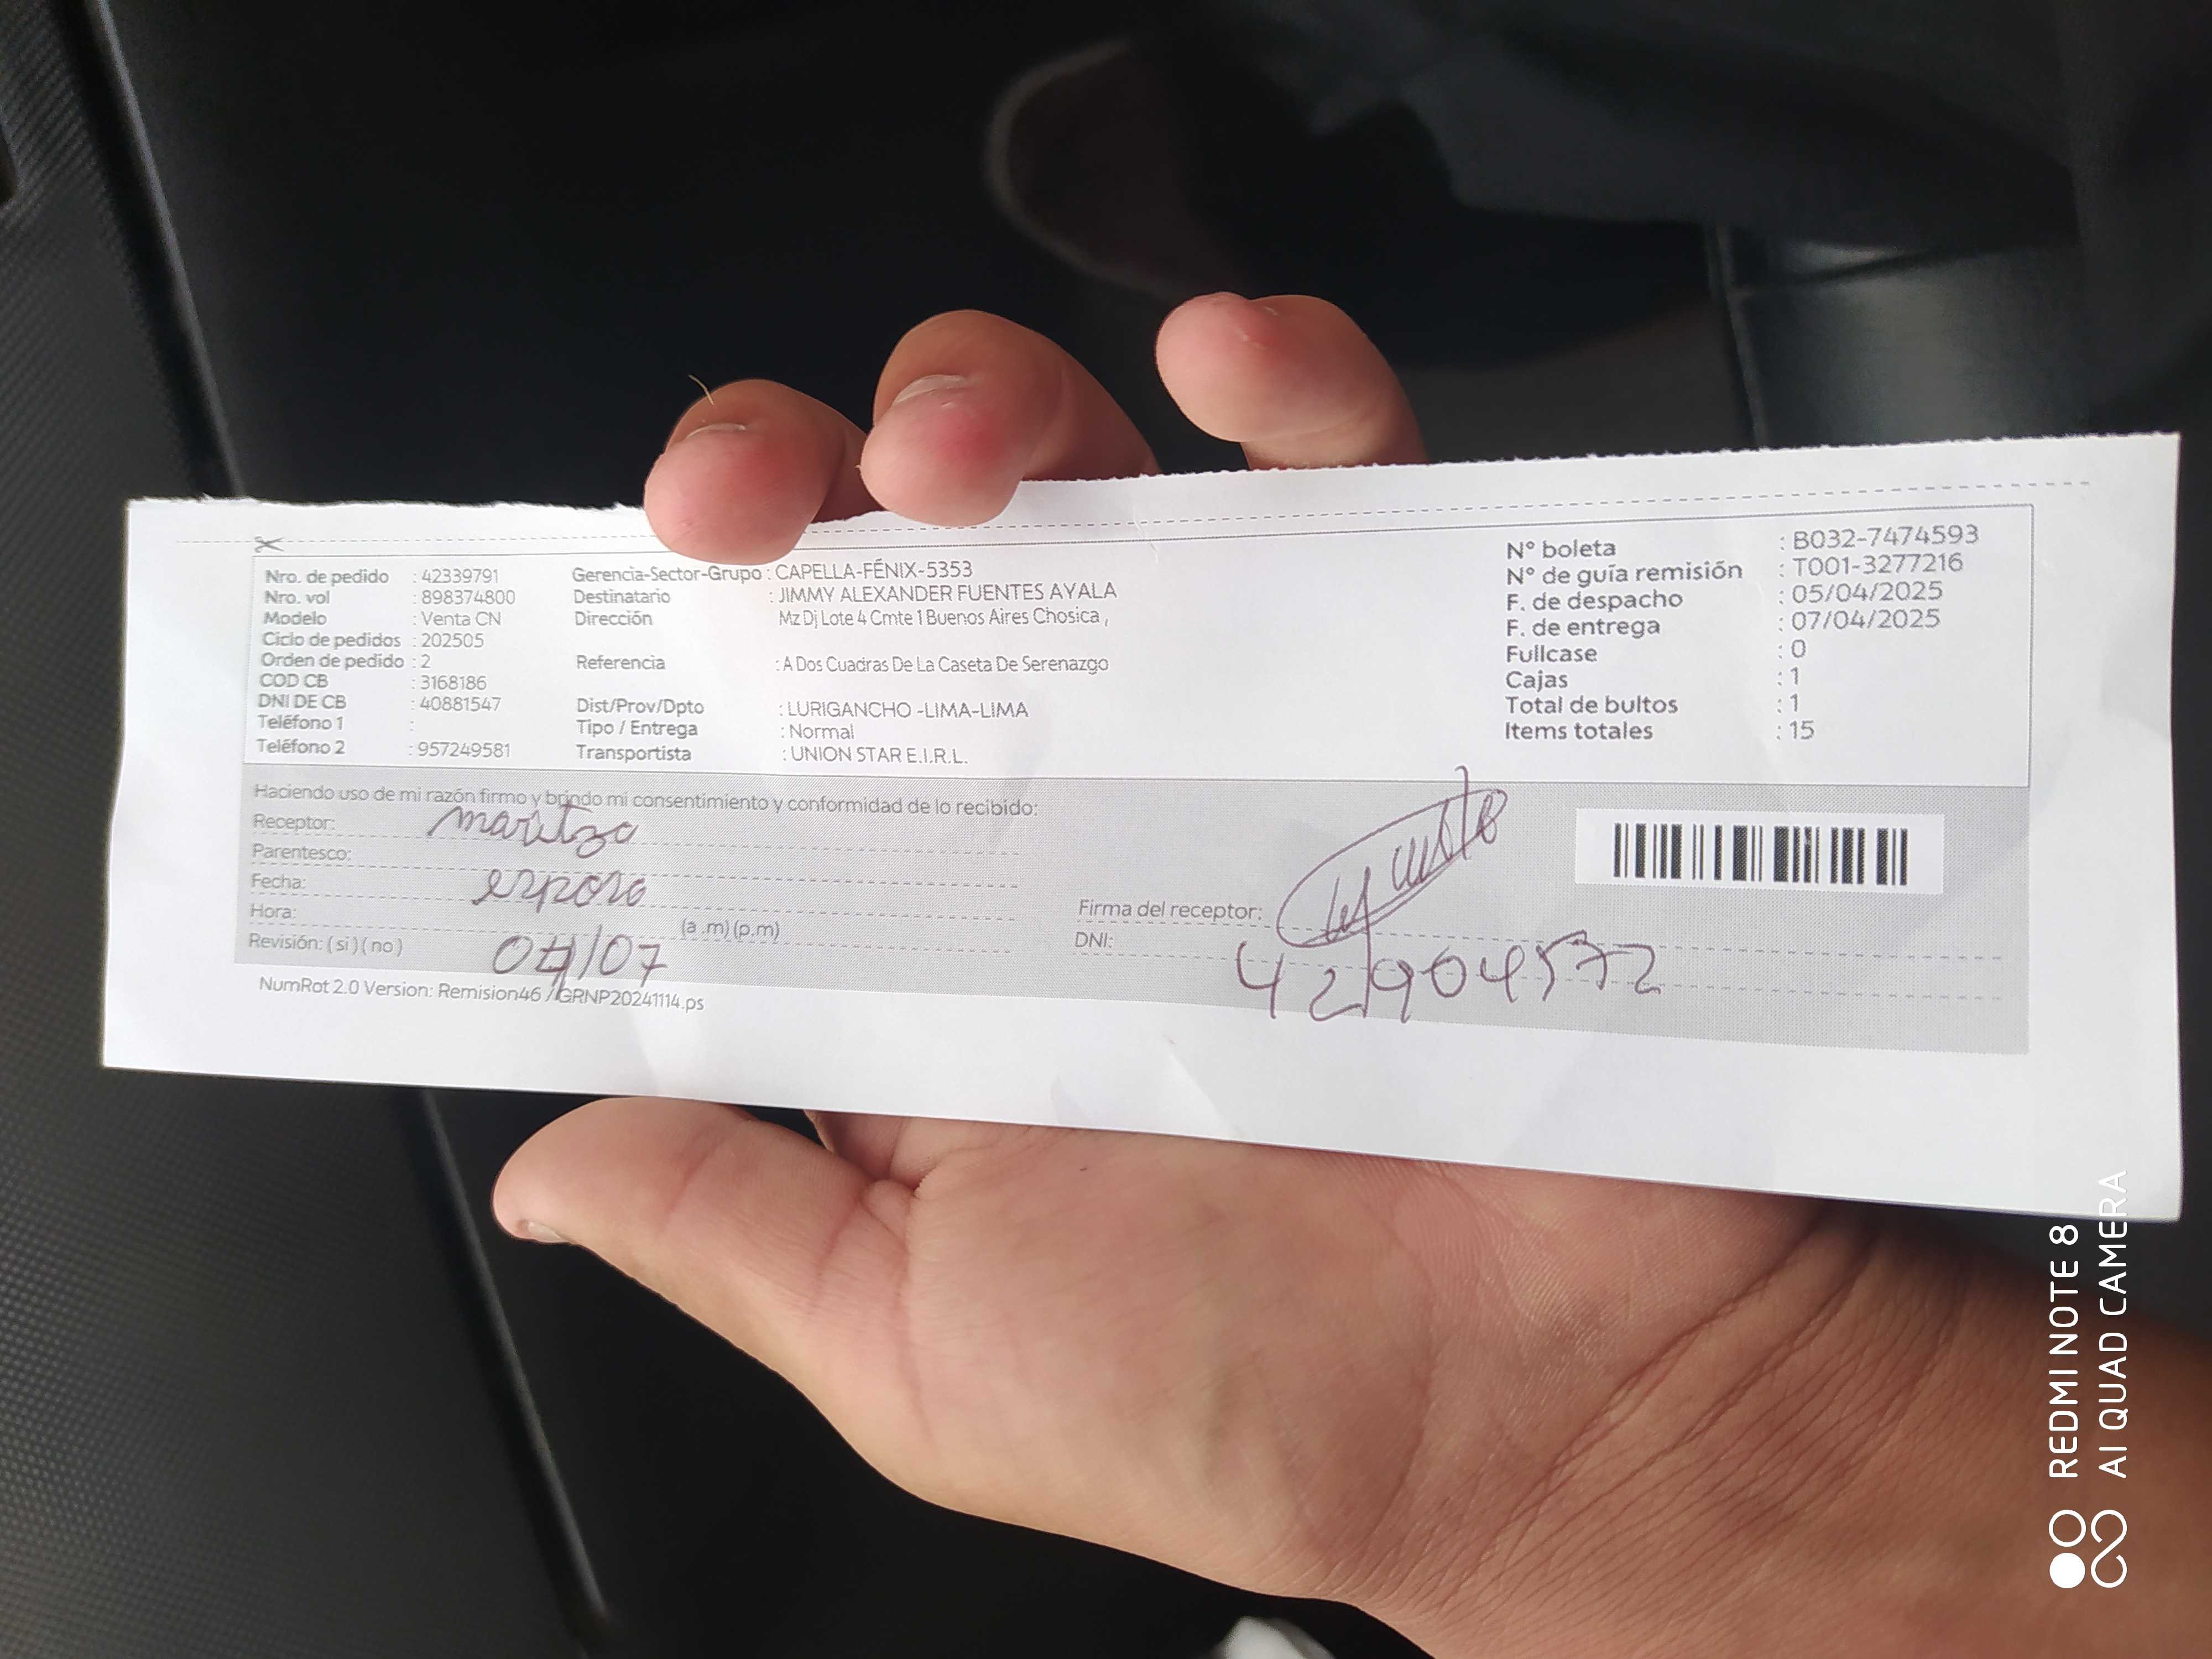 Nro. de pedido : 42339791
Nro. vol : 898374800
Modelo : Venta CN
Ciclo de pedidos : 202505
Orden de pedido : 2
COD CB : 3168186
DNI DE CB : 40881547
Teléfono 1 :
Teléfono 2 : 957249581
Gerencia-Sector-Grupo : CAPELLA-FÉNIX-5353
Destinatario : JIMMY ALEXANDER FUENTES AYALA
Dirección Mz Dj Lote 4 Cmte 1 Buenos Aires Chosica ,
Referencia : A Dos Cuadras De La Caseta De Serenazgo
Dist/Prov/Dpto : LURIGANCHO -LIMA-LIMA
Tipo / Entrega : Normal
Transportista : UNION STAR E.I.R.L.
N° boleta : B032-7474593
N° de guía remisión : T001-3277216
F. de despacho : 05/04/2025
F. de entrega : 07/04/2025
Fullcase : 0
Cajas : 1
Total de bultos : 1
Items totales : 15
Haciendo uso de mi razón firmo y brindo mi consentimiento y conformidad de lo recibido:
Receptor: maritza
Parentesco:
Fecha: esposa
Hora: (a .m) (p.m)
Revisión: ( si ) ( no ) 04/07
Firma del receptor:
DNI: 42904572
NumRot 2.0 Version: Remision46 / GRNP20241114.ps
REDMI NOTE 8
AI QUAD CAMERA